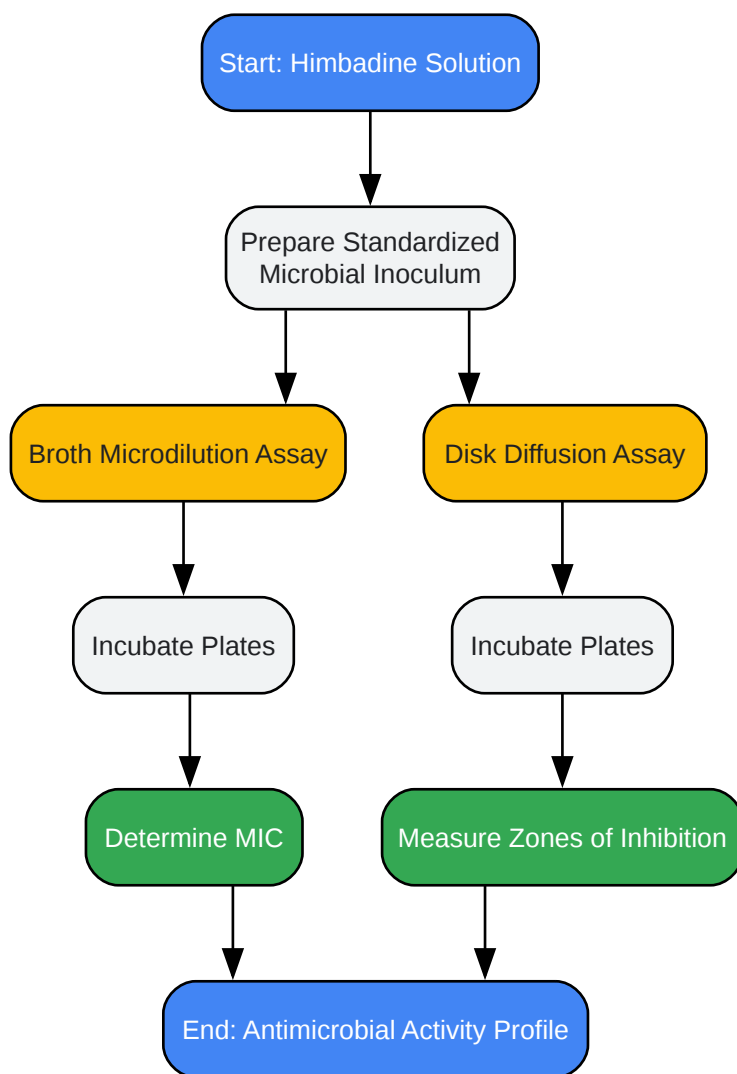 Start: Himbadine Solution
Prepare Standardized
Microbial Inoculum
Broth Microdilution Assay
Disk Diffusion Assay
Incubate Plates
Incubate Plates
Determine MIC
Measure Zones of Inhibition
End: Antimicrobial Activity Profile